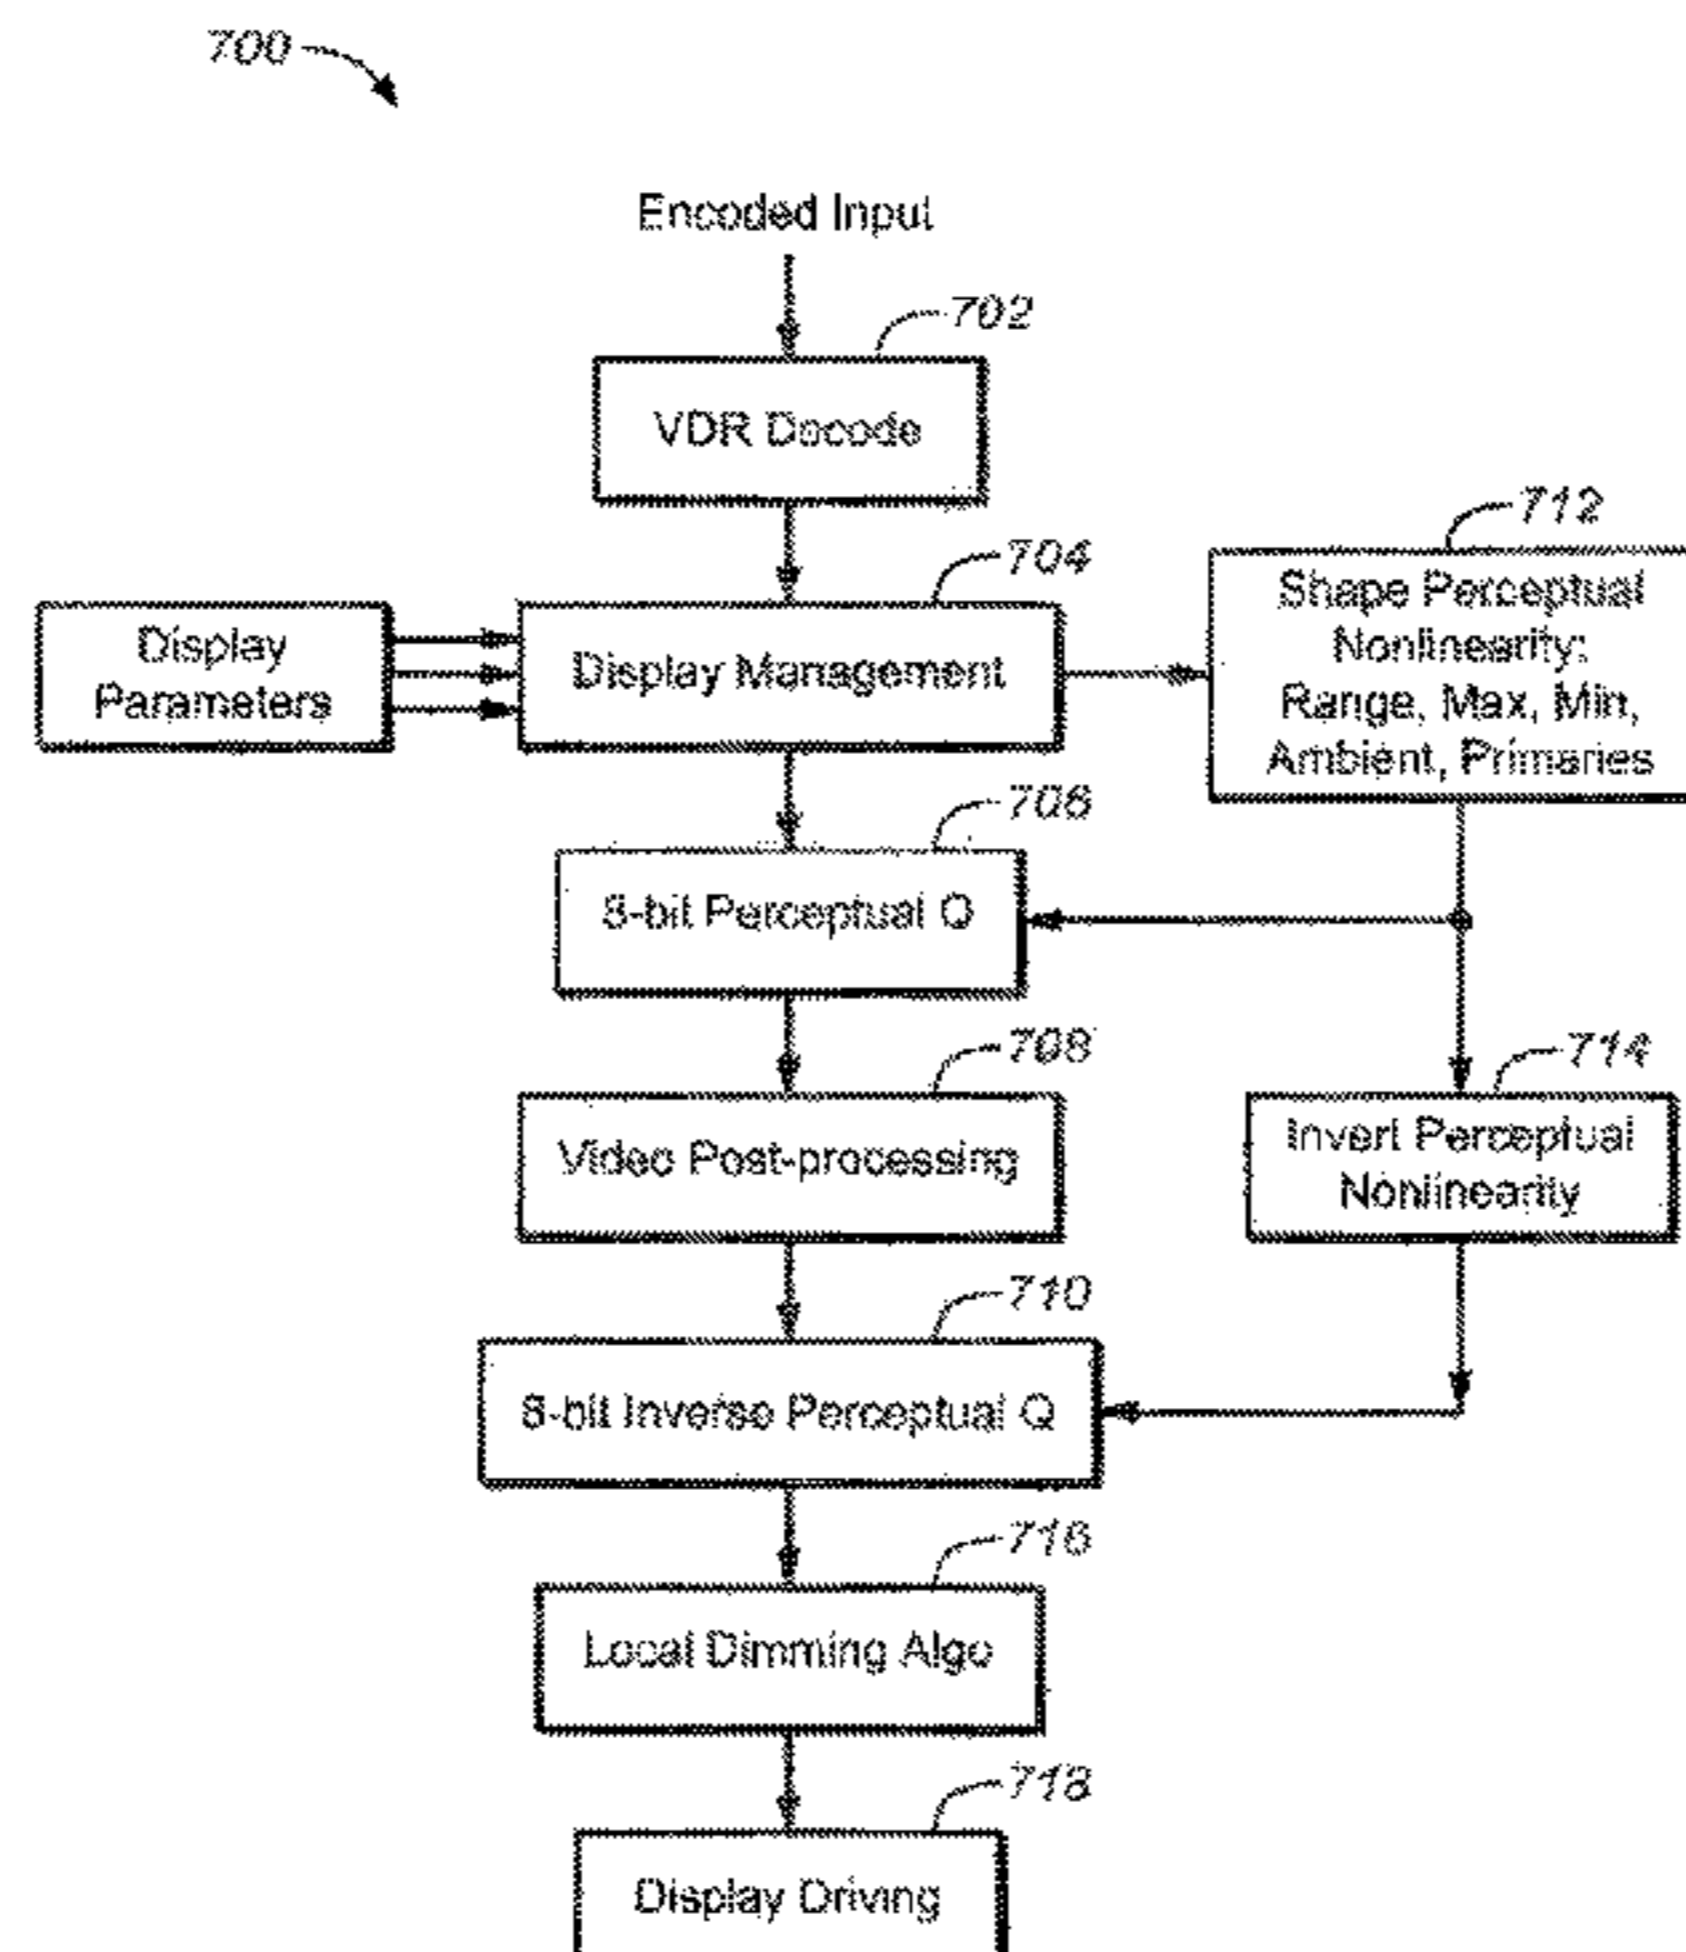 700
Encoded Input
702
VDR Decode
712
704
Shape Perceptual
Nonlinearity:
Range, Max, Min,
Ambient, Primaries
Display
Parameters
Display Management
706
8-bit Perceptual Q
708
714
Video Post-processing
Invert Perceptual
Nonlinearity
710
8-bit Inverse Perceptual Q
716
Local Dimming Algo
718
Display Driving